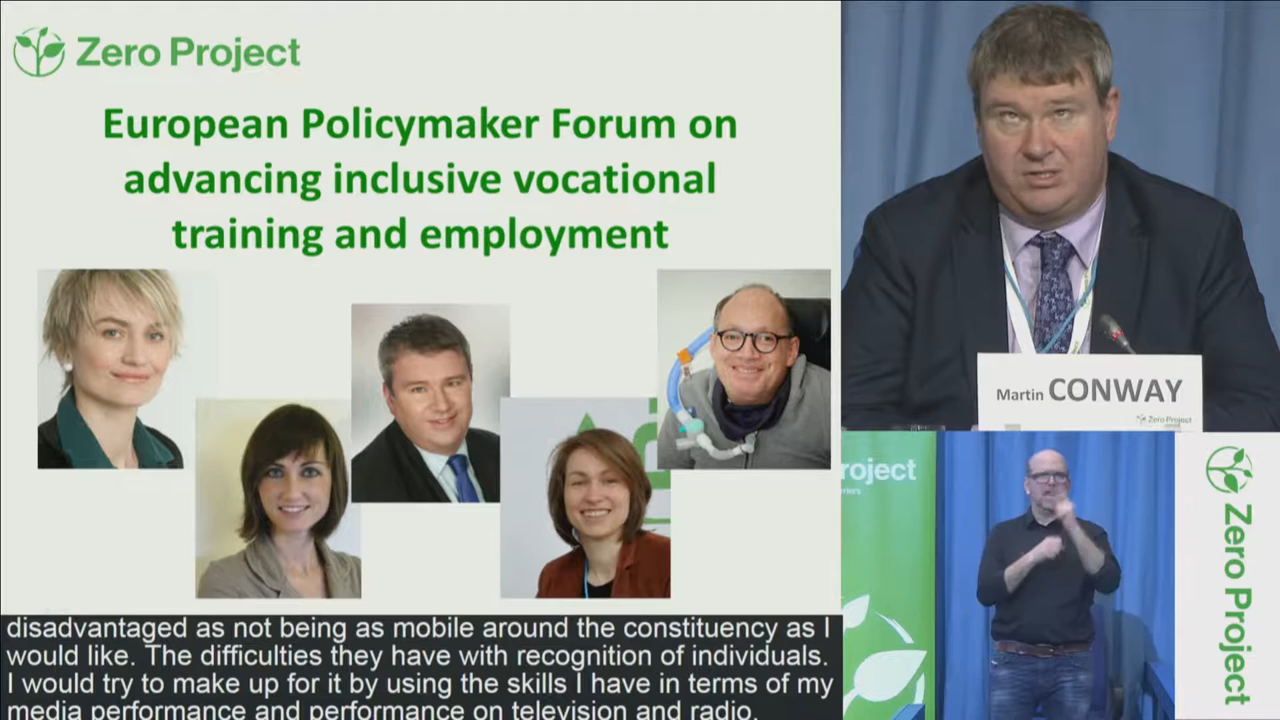 Zero Project
European Policymaker Forum on
advancing inclusive vocational
training and employment
disadvantaged as not being as mobile around the constituency as I
would like. The difficulties they have with recognition of individuals.
I would try to make up for it by using the skills I have in terms of my
media performance and performance on television and radio.
Martin CONWAY
Zero Project
roject
rriers
Zero Project